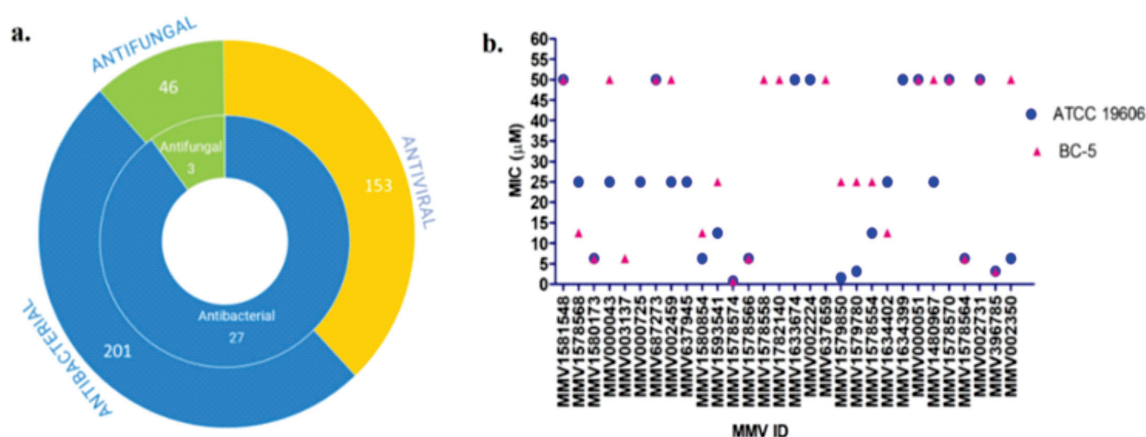 a.
ANTIFUNGAL
46
Antifungal
3
153
ANTIVIRAL
Antibacterial
27
201
ANTIBACTERIAL
b.
MIC (μM)
60
55
50
45
40
35
30
25
20
15
10
5
0
ATCC 19606
BC-5
MMV1581548
MMV1578568
MMV1580173
MMV000043
MMV003137
MMV000725
MMV687273
MMV002459
MMV637945
MMV1580854
MMV1593541
MMV1578574
MMV1578566
MMV1578558
MMV1782140
MMV1633674
MMV002224
MMV637659
MMV1579850
MMV1579780
MMV1578554
MMV1634402
MMV1634399
MMV000051
MMV1480967
MMV1578570
MMV1578564
MMV002731
MMV396785
MMV002350
MMV ID